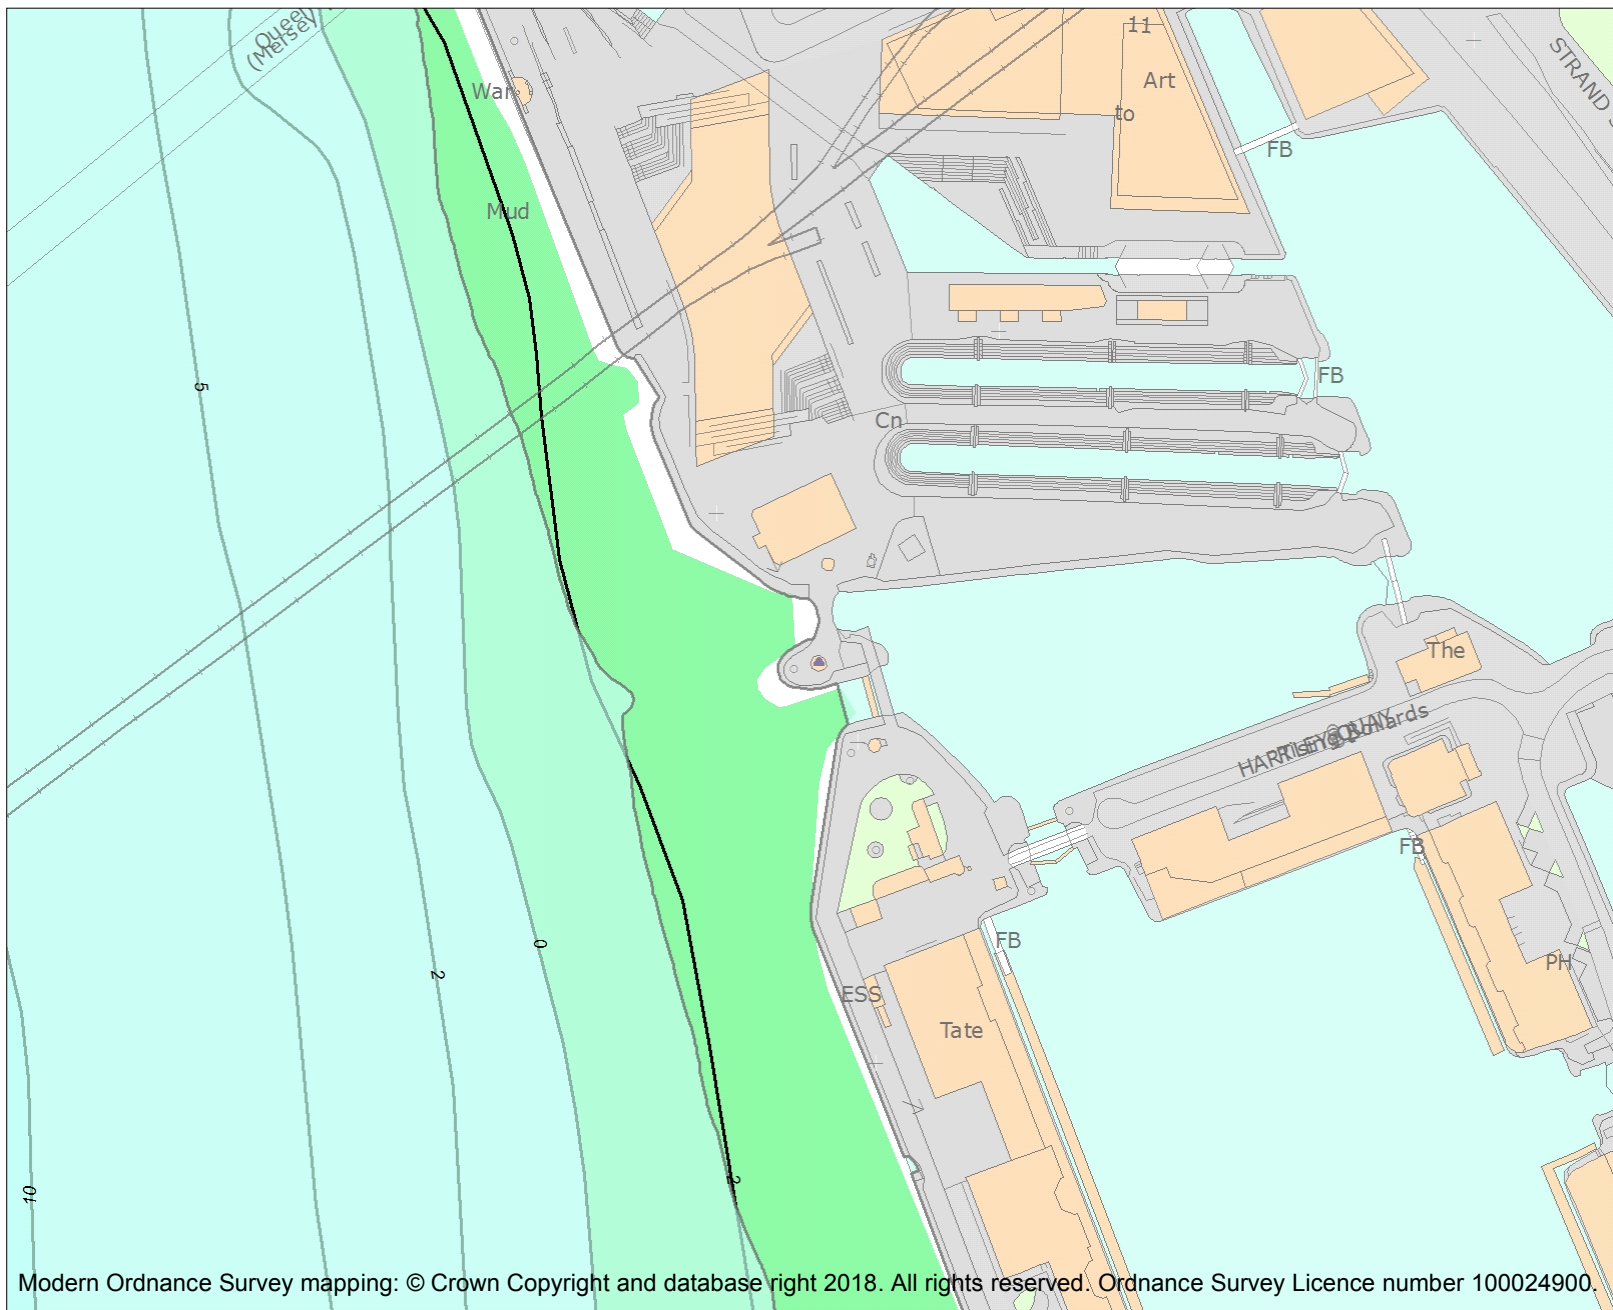 Queen
(Mersey
11
Art
to
War
STRAND
FB
Mud
5
FB
Cn
The
HARTLEY QUAY
Rising Bollards
FB
0
FB
2
PH
ESS
Tate
2
10
Modern Ordnance Survey mapping: © Crown Copyright and database right 2018. All rights reserved. Ordnance Survey Licence number 100024900.